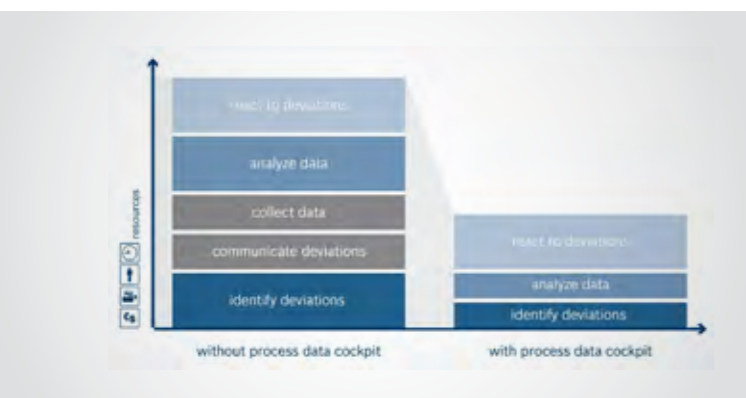 react to deviations
analyze data
collect data
communicate deviations
identify deviations
resources
react to deviations
analyze data
identify deviations
without process data cockpit
with process data cockpit